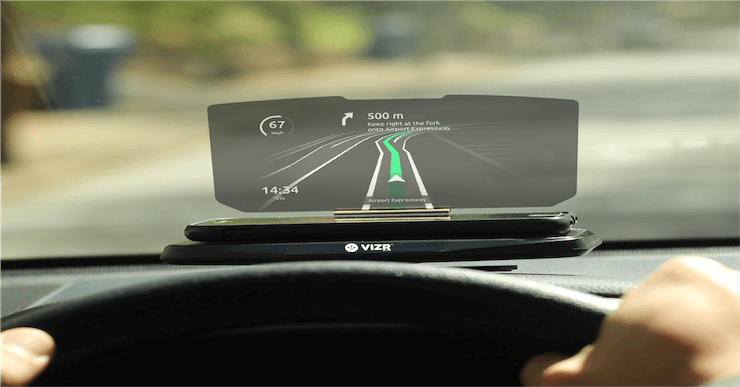 67
km/h
500 m
Keep right at the fork
onto Airport Expressway
14:34
ETA
Airport Expressway
VIZR